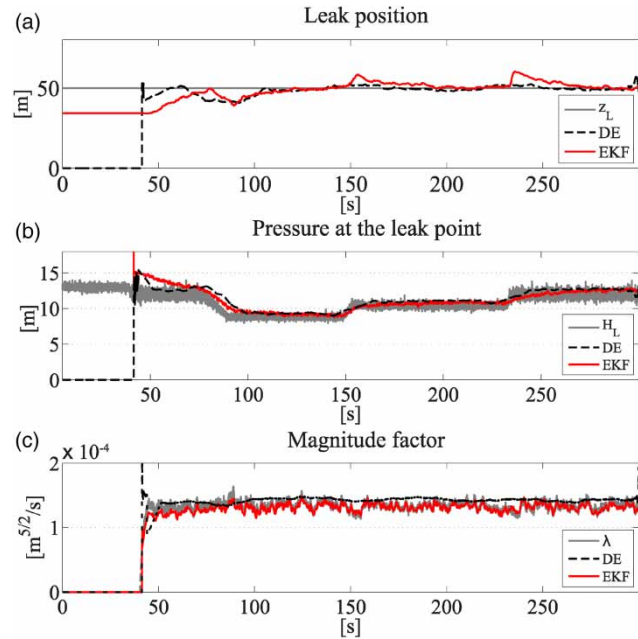 (a)
Leak position
[m]
50
0
z_L
DE
EKF
0 50 100 150 200 250
[s]
(b)
Pressure at the leak point
[m]
15
10
5
0
H_L
DE
EKF
50 100 150 200 250
[s]
(c)
Magnitude factor
x 10^-4
[m^5/2/s]
2
1
0
λ
DE
EKF
0 50 100 150 200 250
[s]